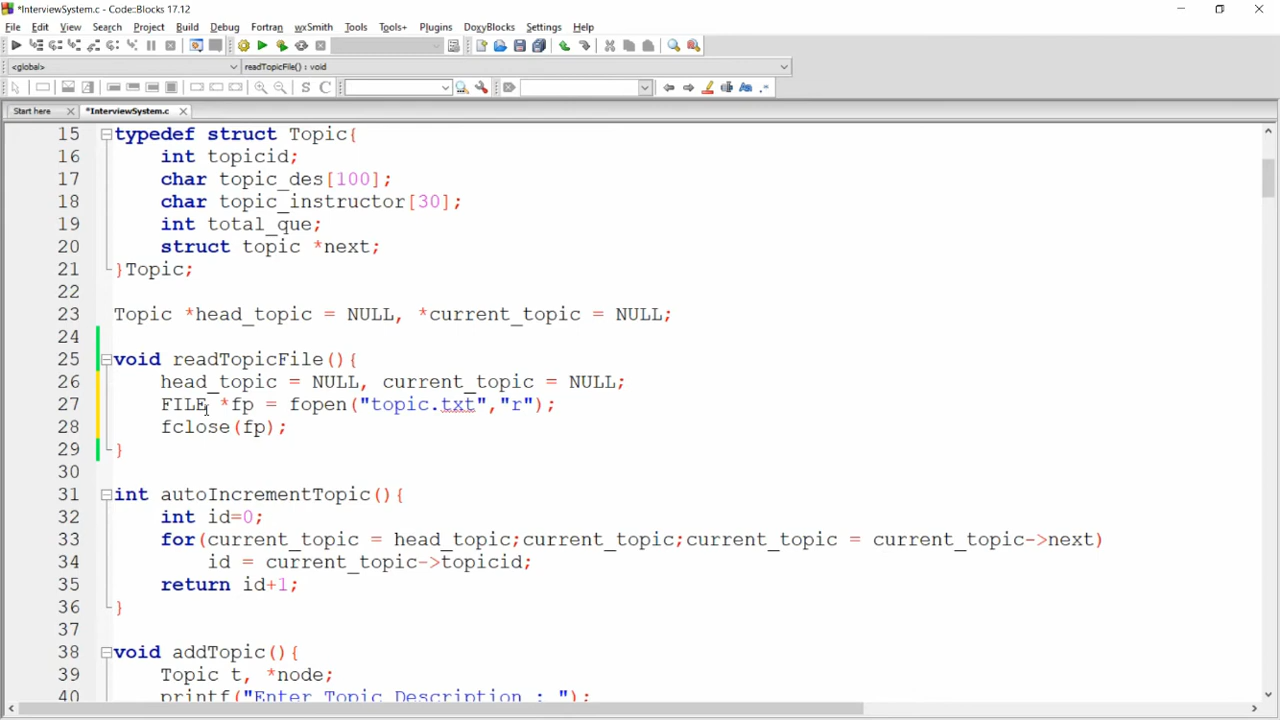 *InterviewSystem.c - Code::Blocks 17.12
File Edit View Search Project Build Debug Fortran wxSmith Tools Tools+ Plugins DoxyBlocks Settings Help
<global> readTopicFile() : void
S C
Start here *InterviewSystem.c
15 typedef struct Topic{
16 int topicid;
17 char topic_des[100];
18 char topic_instructor[30];
19 int total_que;
20 struct topic *next;
21 }Topic;
22
23 Topic *head_topic = NULL, *current_topic = NULL;
24
25 void readTopicFile(){
26 head_topic = NULL, current_topic = NULL;
27 FILE *fp = fopen("topic.txt","r");
28 fclose(fp);
29 }
30
31 int autoIncrementTopic(){
32 int id=0;
33 for(current_topic = head_topic;current_topic;current_topic = current_topic->next)
34 id = current_topic->topicid;
35 return id+1;
36 }
37
38 void addTopic(){
39 Topic t, *node;
40 printf("Enter Topic Description : ");